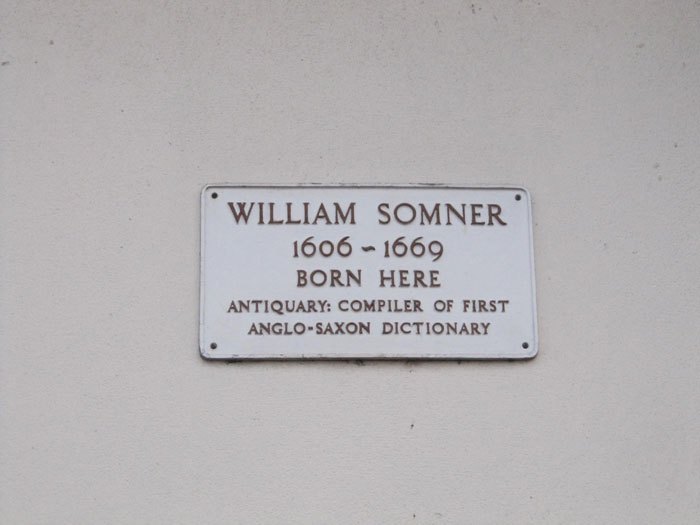 WILLIAM SOMNER
1606 ~ 1669
BORN HERE
ANTIQUARY: COMPILER OF FIRST
ANGLO-SAXON DICTIONARY